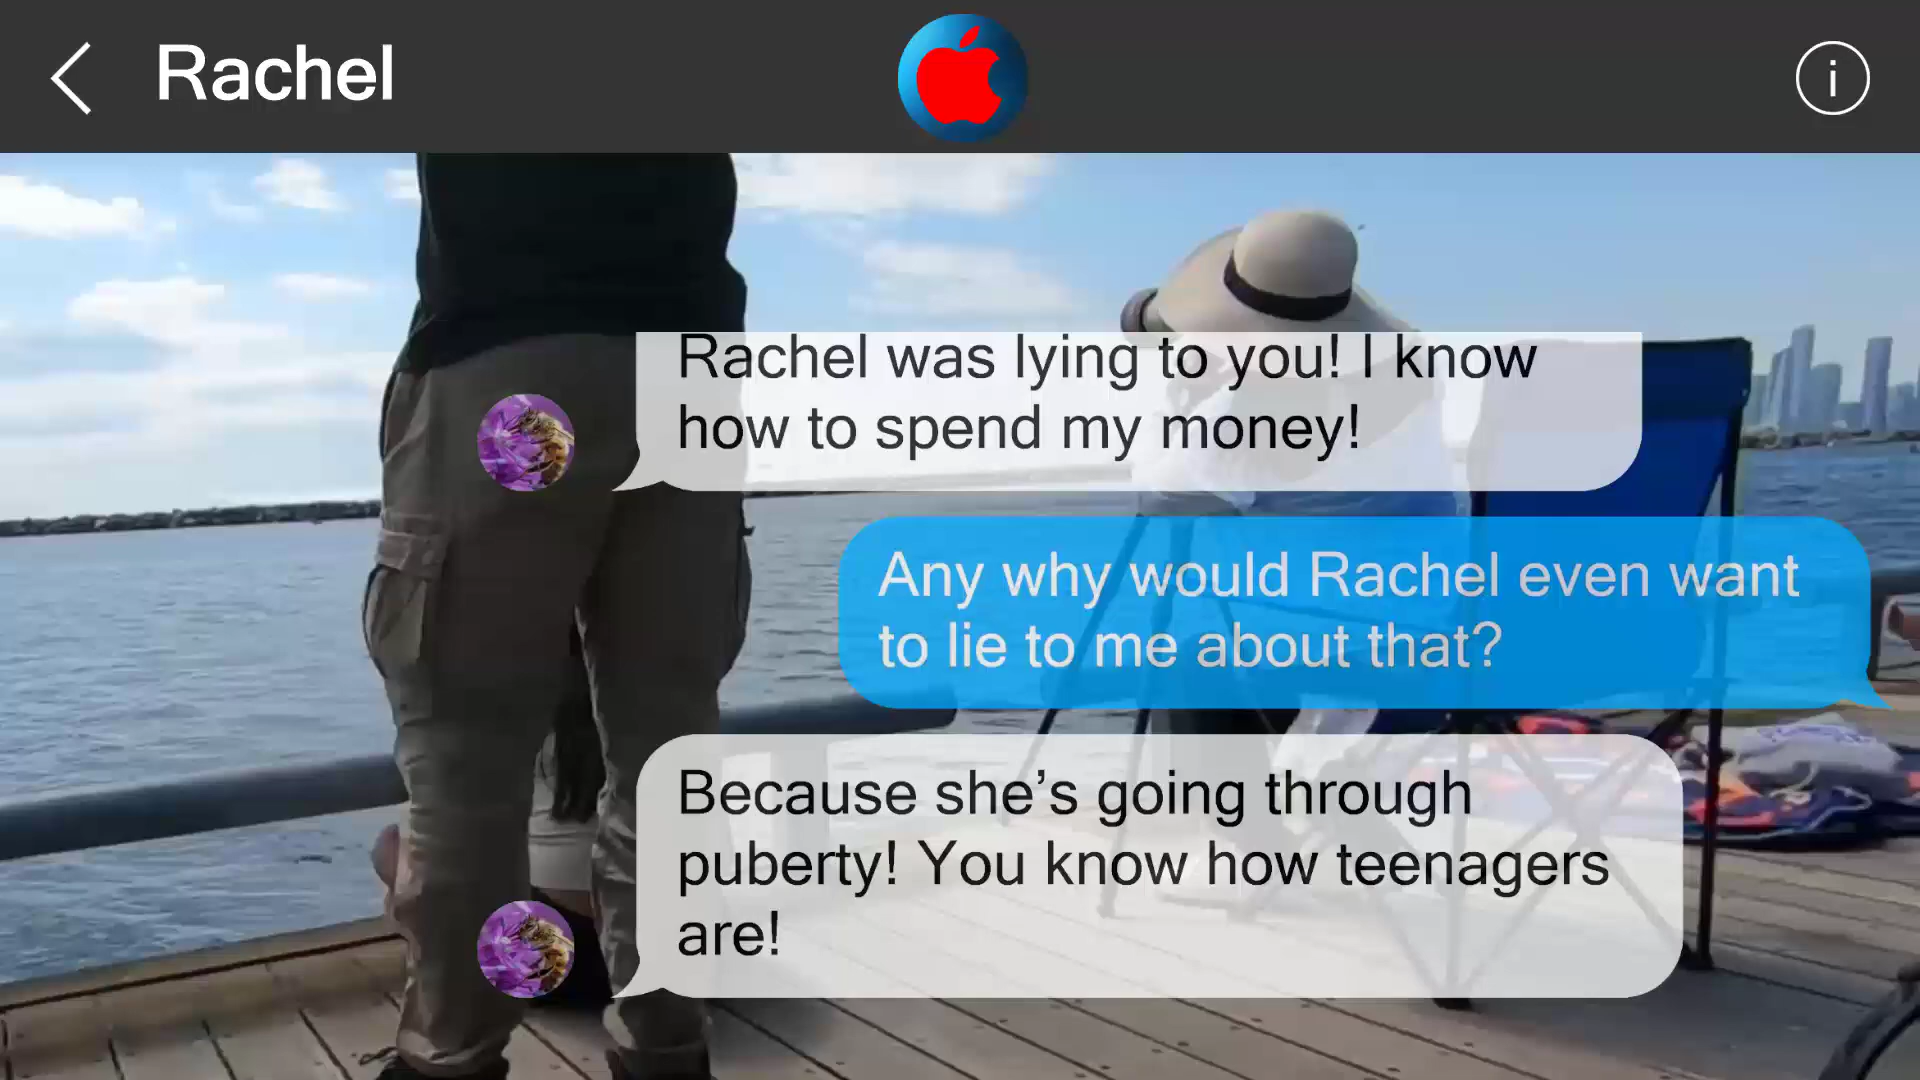 Rachel
Rachel was lying to you! I know
how to spend my money!
Any why would Rachel even want
to lie to me about that?
Because she’s going through
puberty! You know how teenagers
are!